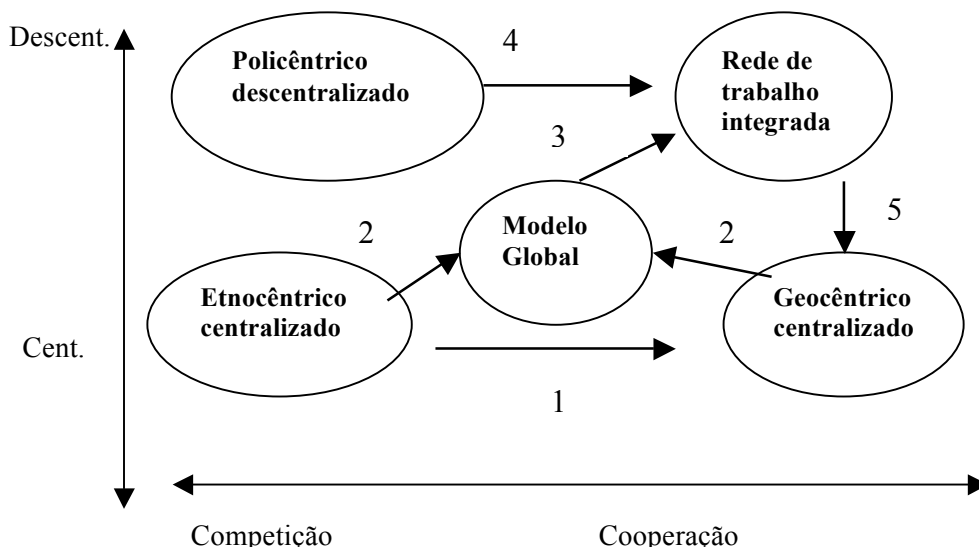 Descent.
Policêntrico
descentralizado
4
Rede de
trabalho
integrada
3
2
Modelo
Global
2
5
Etnocêntrico
centralizado
Geocêntrico
centralizado
Cent.
1
Competição
Cooperação